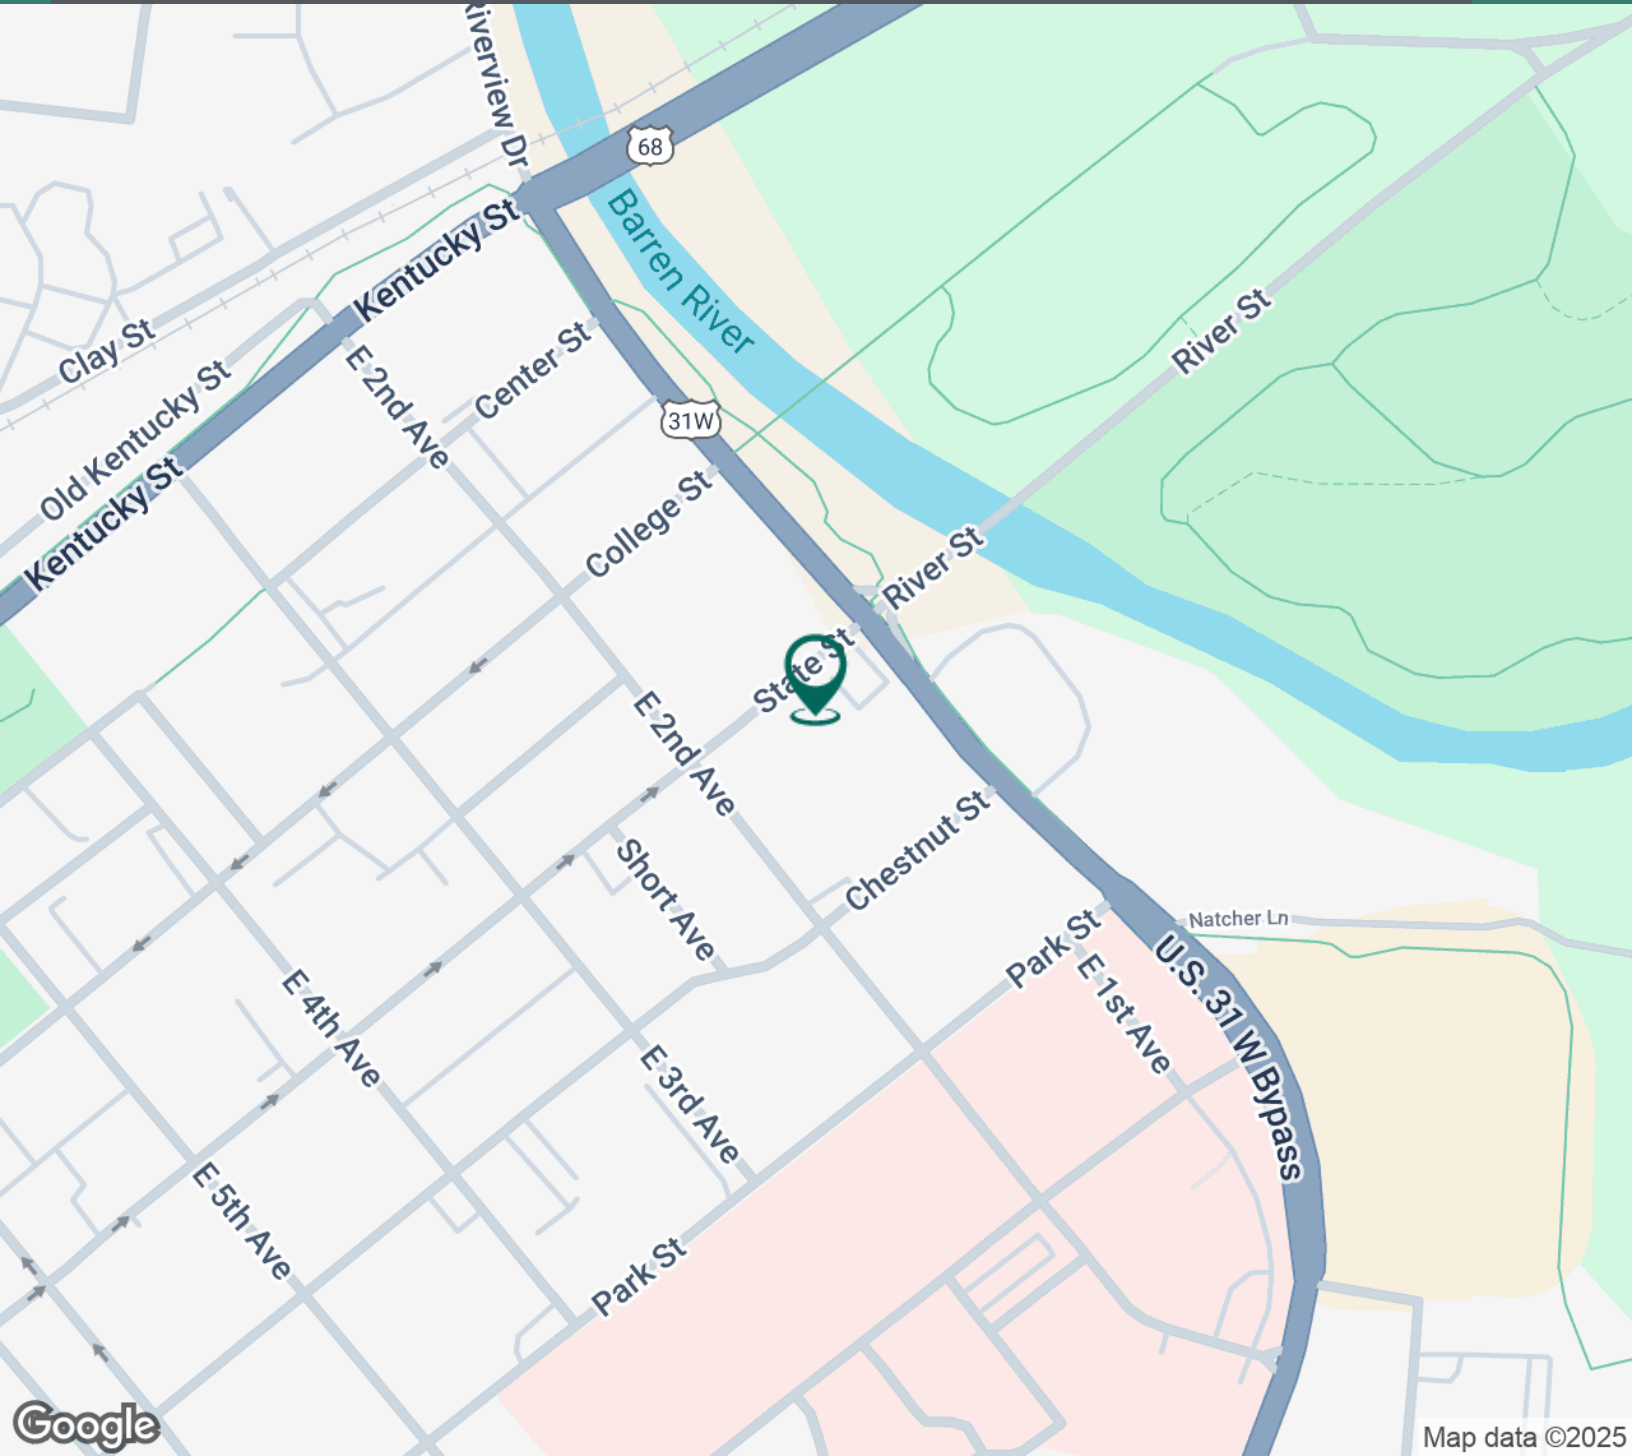 Riverview Dr
68
Kentucky St
Barren River
Clay St
Center St
E 2nd Ave
River St
Old Kentucky St
31W
Kentucky St
College St
River St
State St
E 2nd Ave
Short Ave
Chestnut St
Natcher Ln
Park St
E 1st Ave
U.S. 31 W Bypass
E 4th Ave
E 3rd Ave
E 5th Ave
Park St
Google
Map data ©2025